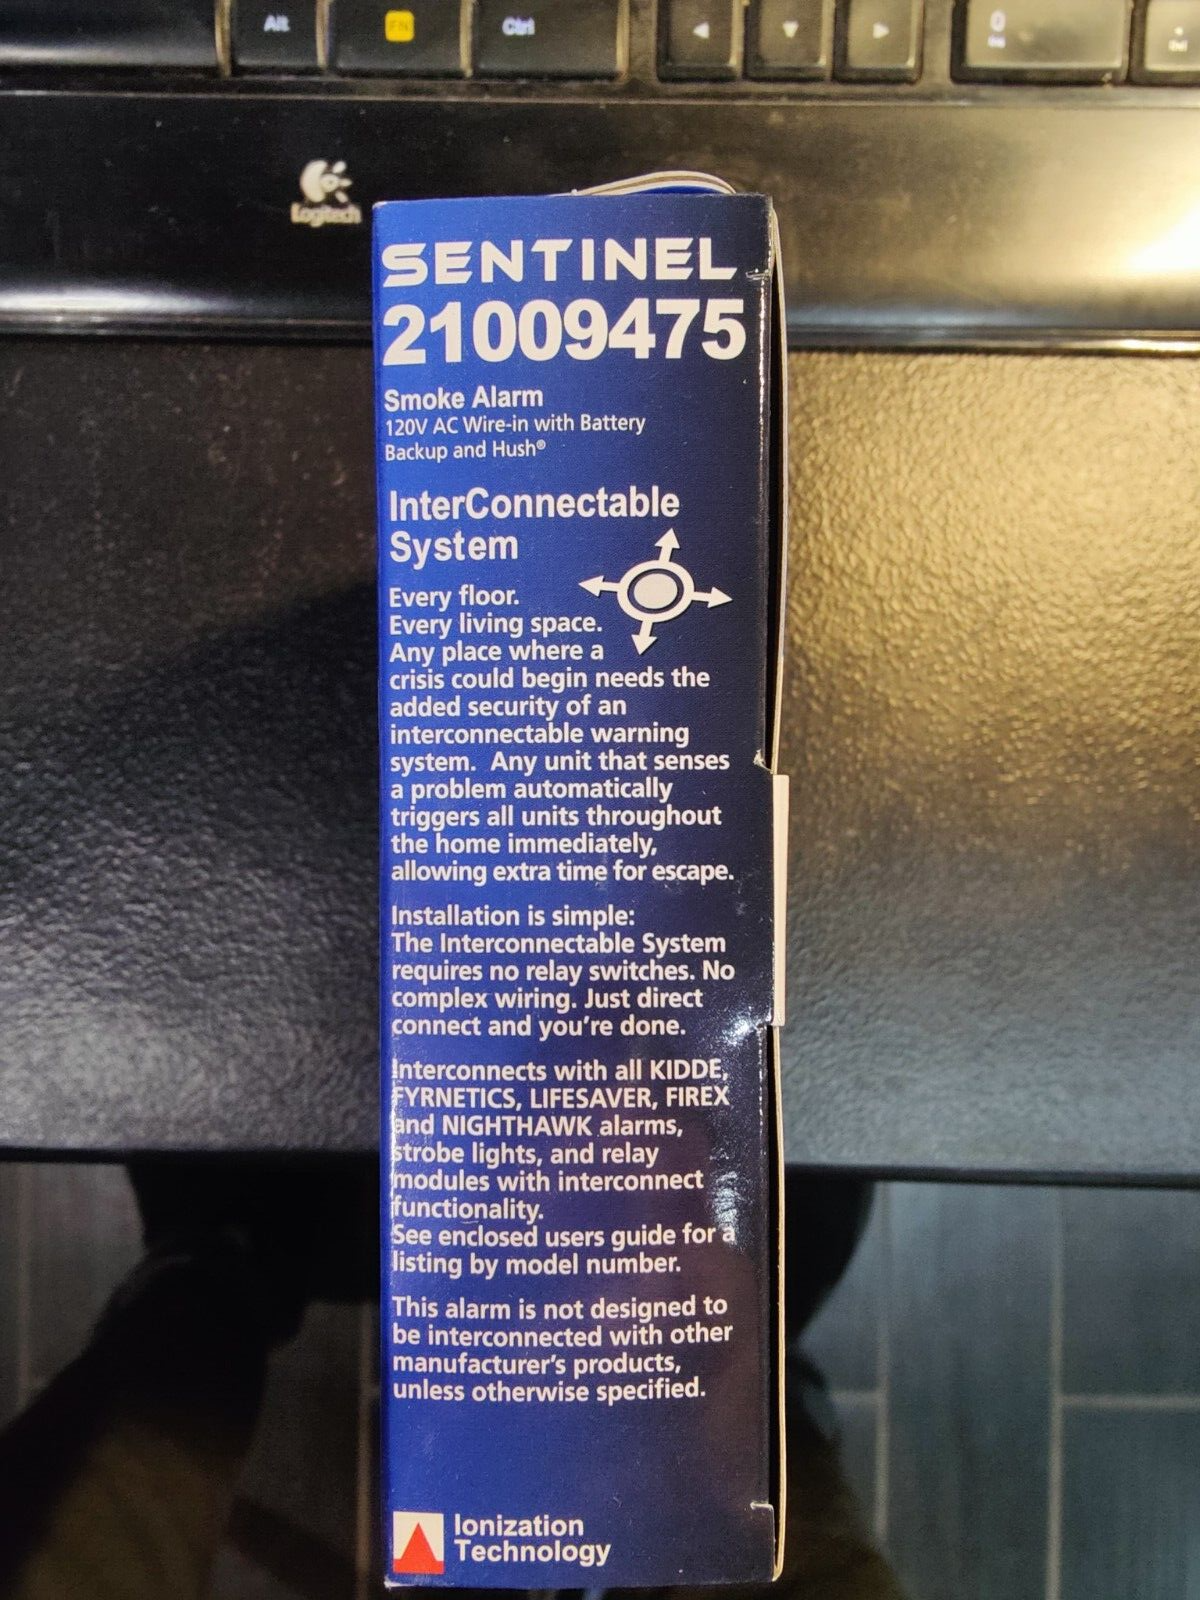 Alt
FN
Ctrl
0
Logitech
SENTINEL
21009475
Smoke Alarm
120V AC Wire-in with Battery
Backup and Hush®
InterConnectable
System
Every floor.
Every living space.
Any place where a
crisis could begin needs the
added security of an
interconnectable warning
system.  Any unit that senses
a problem automatically
triggers all units throughout
the home immediately,
allowing extra time for escape.
Installation is simple:
The Interconnectable System
requires no relay switches. No
complex wiring. Just direct
connect and you're done.
Interconnects with all KIDDE,
FYRNETICS, LIFESAVER, FIREX
and NIGHTHAWK alarms,
strobe lights, and relay
modules with interconnect
functionality.
See enclosed users guide for a
listing by model number.
This alarm is not designed to
be interconnected with other
manufacturer's products,
unless otherwise specified.
Ionization
Technology